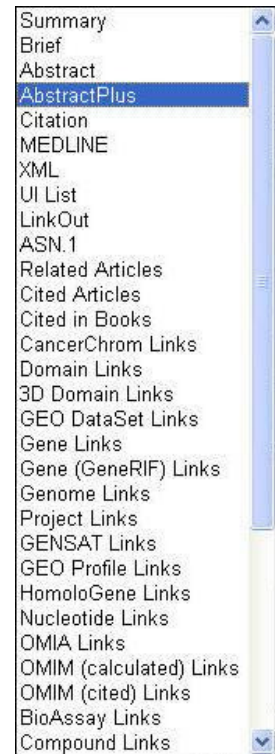 Summary
Brief
Abstract
AbstractPlus
Citation
MEDLINE
XML
UI List
LinkOut
ASN.1
Related Articles
Cited Articles
Cited in Books
CancerChrom Links
Domain Links
3D Domain Links
GEO DataSet Links
Gene Links
Gene (GeneRIF) Links
Genome Links
Project Links
GENSAT Links
GEO Profile Links
HomoloGene Links
Nucleotide Links
OMIA Links
OMIM (calculated) Links
OMIM (cited) Links
BioAssay Links
Compound Links